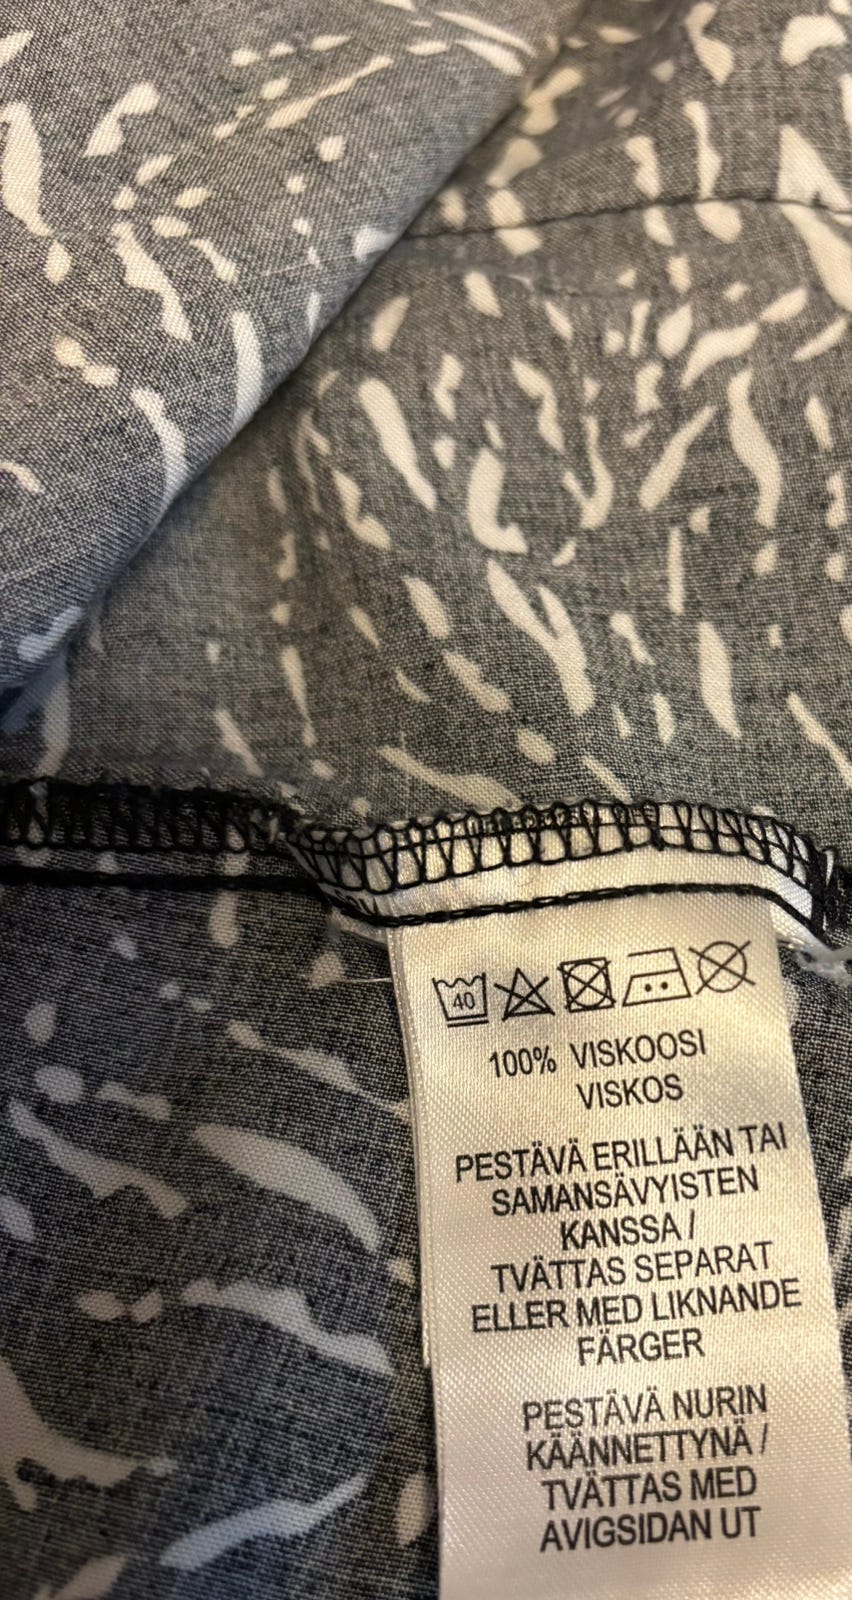 40
100% VISKOOSI
VISKOS
PESTÄVÄ ERILLÄÄN TAI
SAMANSÄVYISTEN
KANSSA /
TVÄTTAS SEPARAT
ELLER MED LIKNANDE
FÄRGER
PESTÄVÄ NURIN
KÄÄNNETTYNÄ /
TVÄTTAS MED
AVIGSIDAN UT